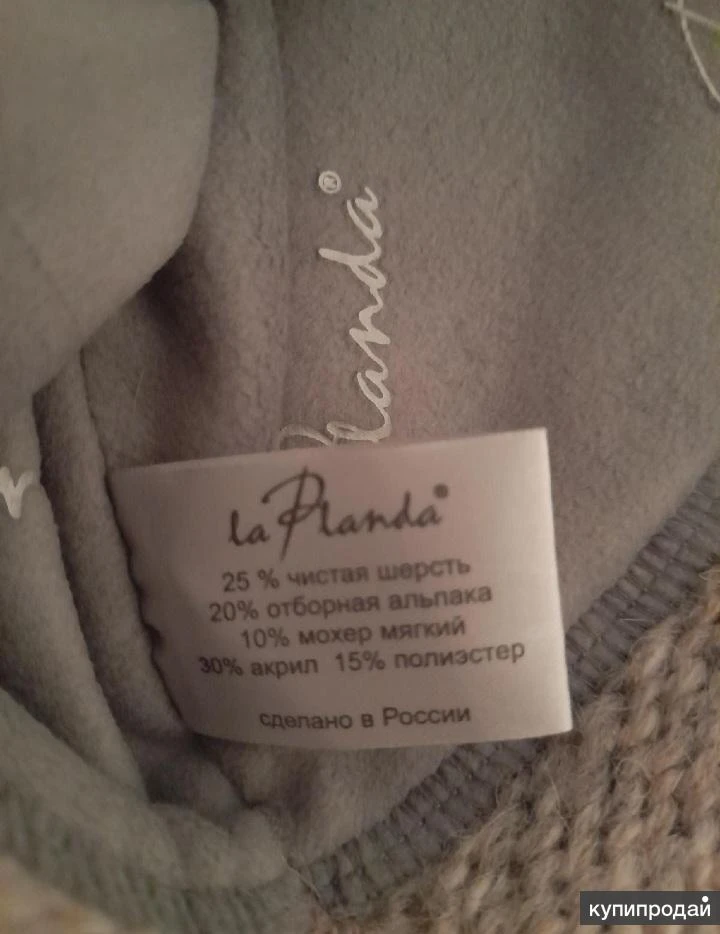 Planda®
la Planda®
25 % чистая шерсть
20% отборная альпака
10% мохер мягкий
30% акрил 15% полиэстер
сделано в России
купипродай